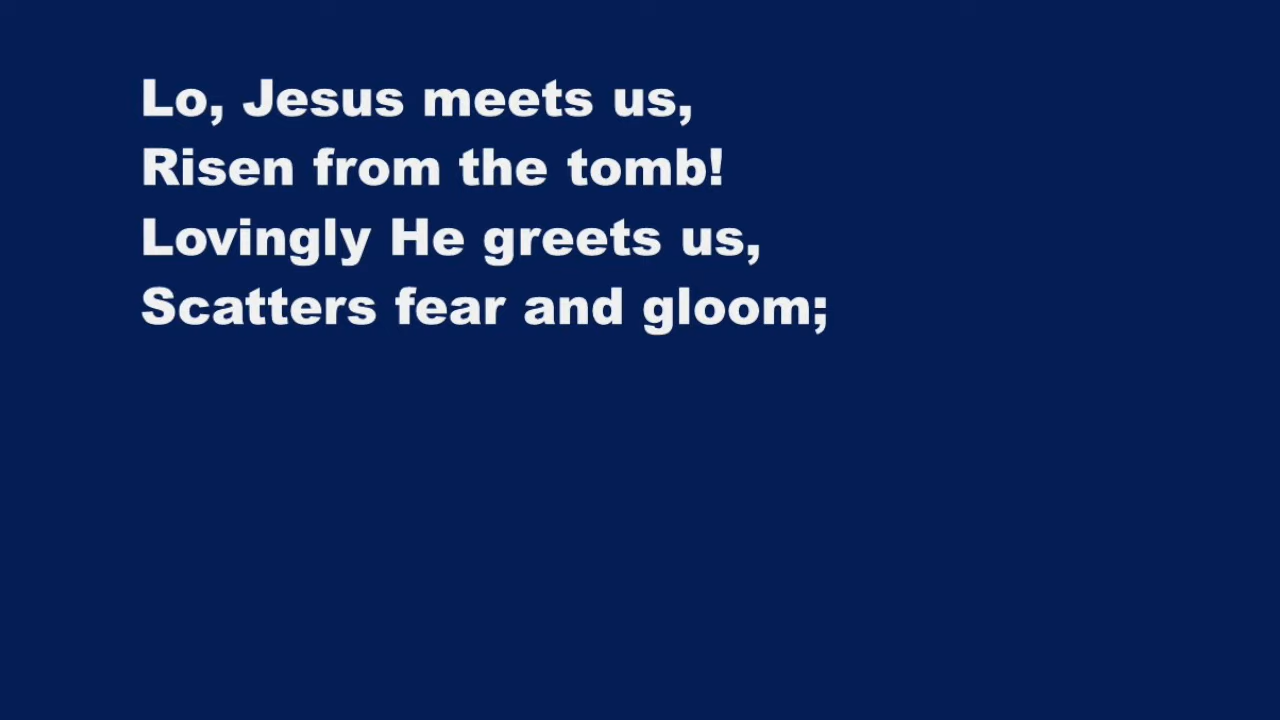 Lo, Jesus meets us,
Risen from the tomb!
Lovingly He greets us,
Scatters fear and gloom;